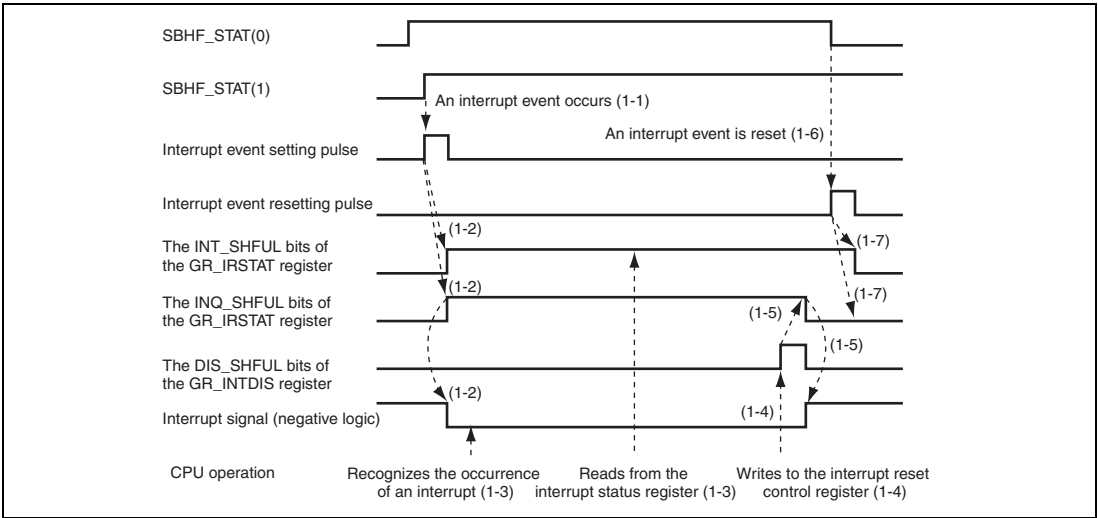 SBHF_STAT(0)
SBHF_STAT(1)
An interrupt event occurs (1-1)
An interrupt event is reset (1-6)
Interrupt event setting pulse
Interrupt event resetting pulse
(1-2)
The INT_SHFUL bits of
the GR_IRSTAT register
(1-7)
(1-2)
(1-7)
The INQ_SHFUL bits of
the GR_IRSTAT register
(1-5)
(1-5)
The DIS_SHFUL bits of
the GR_INTDIS register
(1-2)
(1-4)
Interrupt signal (negative logic)
CPU operation
Recognizes the occurrence
of an interrupt (1-3)
Reads from the
interrupt status register (1-3)
Writes to the interrupt reset
control register (1-4)